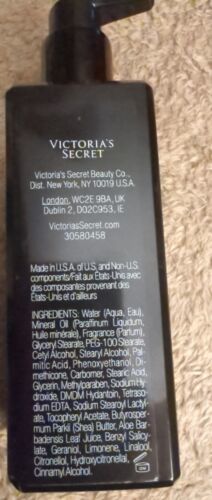 VICTORIA'S
SECRET
Victoria's Secret Beauty Co.,
Dist. New York, NY 10019 U.S.A.
London, WC2E 9BA, UK
Dublin 2, D02C953, IE
VictoriasSecret.com
30580458
Made in U.S.A. of U.S. and Non-U.S.
components/Fait aux États-Unis avec
des composantes provenant des
États-Unis et d'ailleurs
INGREDIENTS: Water (Aqua, Eau),
Mineral Oil (Paraffinum Liquidum,
Huile minérale), Fragrance (Parfum),
Glyceryl Stearate, PEG-100 Stearate,
Cetyl Alcohol, Stearyl Alcohol, Pal-
mitic Acid, Phenoxyethanol, Di-
methicone, Carbomer, Stearic Acid,
Glycerin, Methylparaben, Sodium Hy-
droxide, DMDM Hydantoin, Tetraso-
dium EDTA, Sodium Stearoyl Lac-
tylate, Tocopheryl Acetate, Butyrosper-
mum Parkii (Shea) Butter, Aloe Bar-
badensis Leaf Juice, Benzyl Salicy-
late, Geraniol, Limonene, Linalool,
Citronellol, Hydroxycitronellal,
Cinnamyl Alcohol.